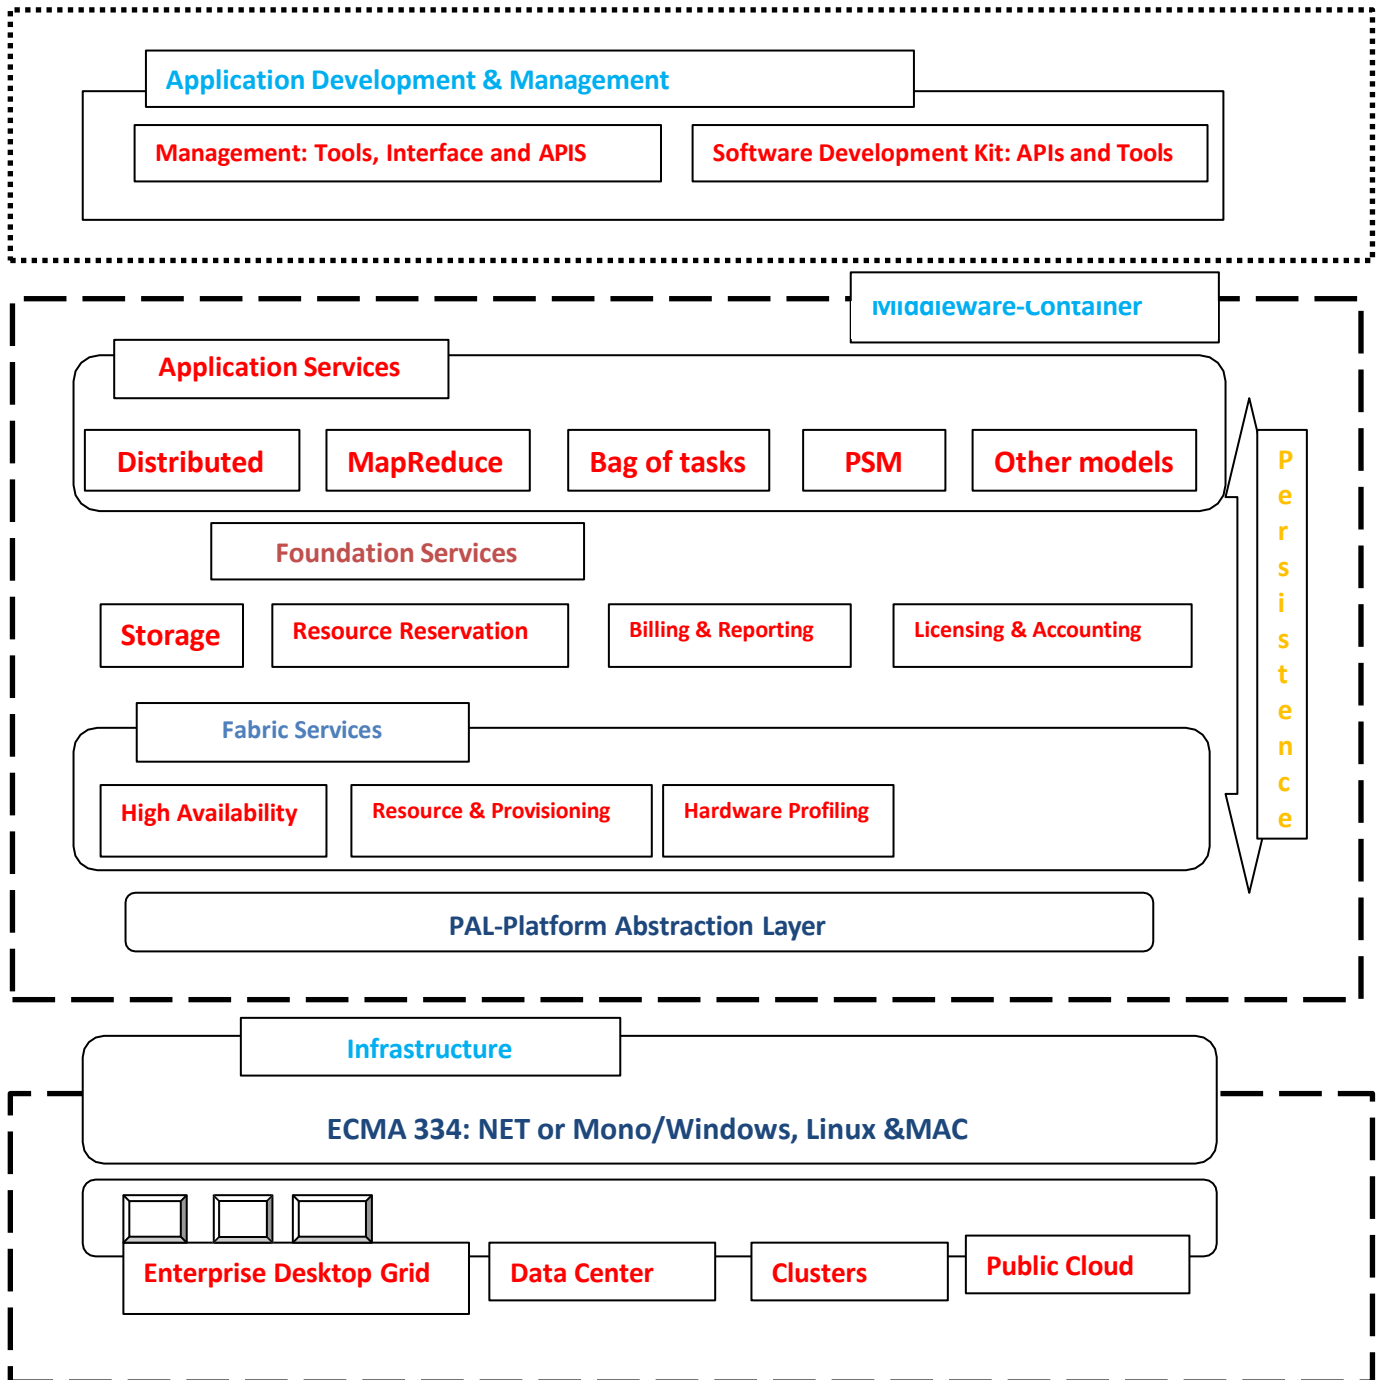 Application Development & Management
Management: Tools, Interface and APIS
Software Development Kit: APIs and Tools
Middleware-Container
Application Services
Distributed
MapReduce
Bag of tasks
PSM
Other models
Persistence
Foundation Services
Storage
Resource Reservation
Billing & Reporting
Licensing & Accounting
Fabric Services
High Availability
Resource & Provisioning
Hardware Profiling
PAL-Platform Abstraction Layer
Infrastructure
ECMA 334: NET or Mono/Windows, Linux &MAC
Enterprise Desktop Grid
Data Center
Clusters
Public Cloud